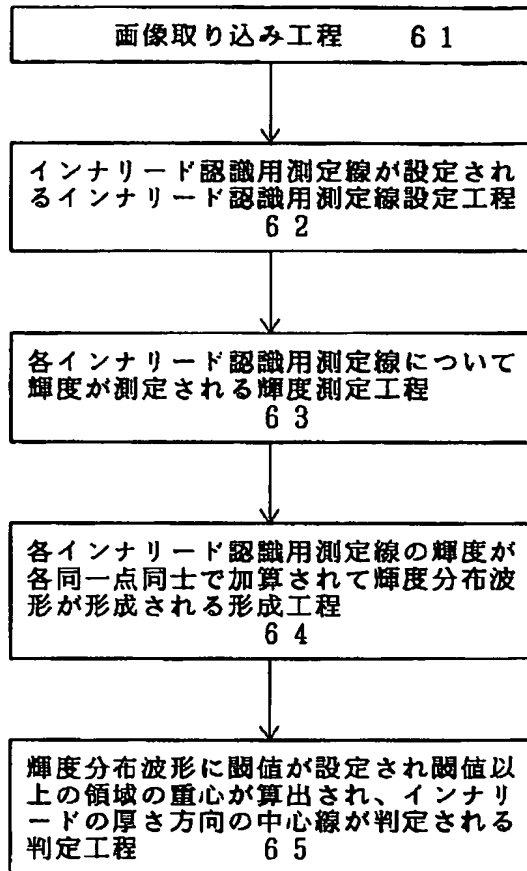 画像取り込み工程 61
インナリード認識用測定線が設定され
るインナリード認識用測定線設定工程
62
各インナリード認識用測定線について
輝度が測定される輝度測定工程
63
各インナリード認識用測定線の輝度が
各同一点同士で加算されて輝度分布波
形が形成される形成工程
64
輝度分布波形に閾値が設定され閾値以
上の領域の重心が算出され、インナリ
ードの厚さ方向の中心線が判定される
判定工程 65